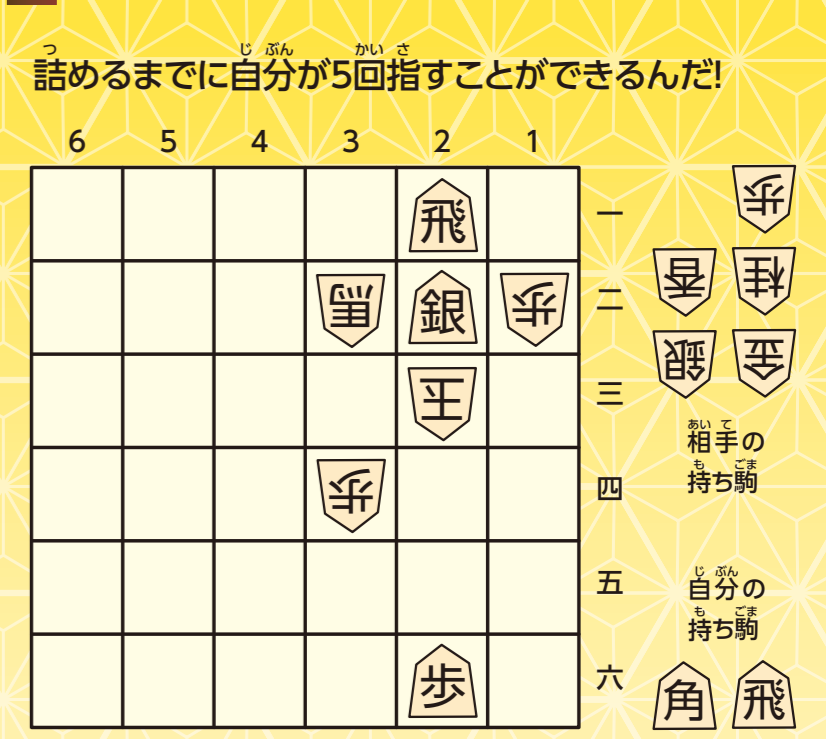 詰めるまでに自分が5回指すことができるんだ!
6 5 4 3 2 1
飛 一 歩
馬 銀 歩 二 香 桂
王 三 銀 金
相手の
持ち駒
歩 四
五
自分の
持ち駒
歩 六 角 飛